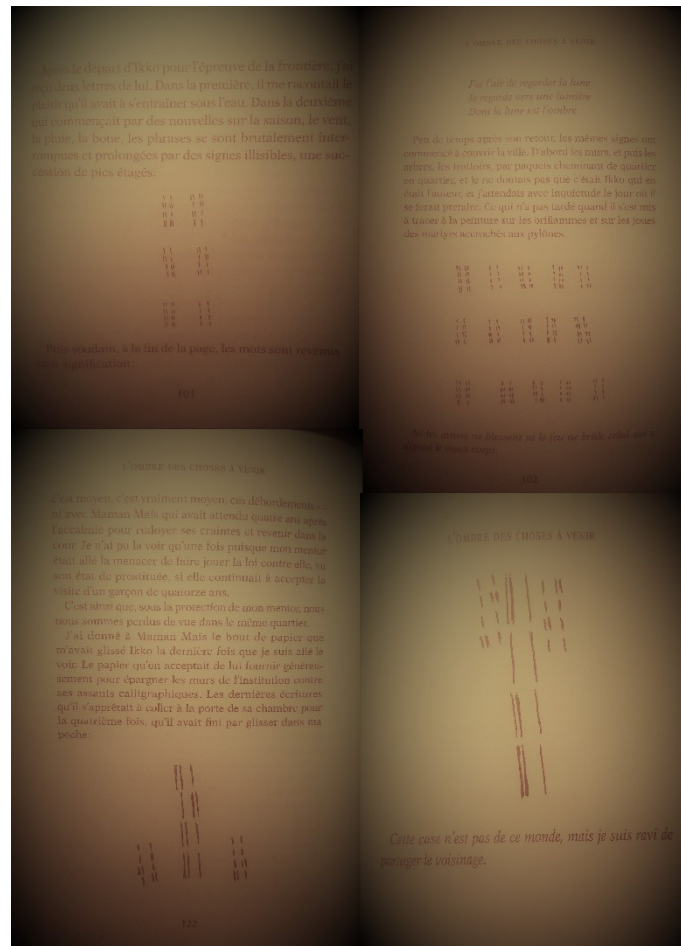 Après le départ d'Ikko pour l'épreuve de la frontière, j'ai
reçu deux lettres de lui. Dans la première, il me racontait le
plaisir qu'il avait à s'entraîner sous l'eau. Dans la deuxième
qui commençait par des nouvelles sur la saison, le vent,
la pluie, la boue, les phrases se sont brutalement inter-
rompues et prolongées par des signes illisibles, une suc-
cession de pics étagés:
Puis soudain, à la fin de la page, les mots sont revenus
signification:
101
L'OMBRE DES CHOSES À VENIR
J'ai l'air de regarder la lune
Je regarde vers une lumière
Dont la lune est l'ombre
Peu de temps après son retour, les mêmes signes ont
commencé à couvrir la ville. D'abord les murs, et puis les
arbres, les trottoirs, par paquets cheminant de quartier
en quartier, et je ne doutais pas que c'était Ikko qui en
était l'auteur, et j'attendais avec inquiétude le jour où il
se ferait prendre. Ce qui n'a pas tardé quand il s'est mis
à tracer à la peinture sur les oriflammes et sur les joues
des martyrs accrochés aux pylônes.
ne blessent ni le feu ne brûle celui qui a
déposé le vieux corps.
102
L'OMBRE DES CHOSES À VENIR
c'est moyen, c'est vraiment moyen, ces débordements —
ni avec Maman Maïs qui avait attendu quatre ans après
l'accalmie pour rudoyer ses craintes et revenir dans la
cour. Je n'ai pu la voir qu'une fois puisque mon mentor
était allé la menacer de faire jouer la loi contre elle, vu
son état de prostituée, si elle continuait à accepter la
visite d'un garçon de quatorze ans.
C'est ainsi que, sous la protection de mon mentor, nous
nous sommes perdus de vue dans le même quartier.
J'ai donné à Maman Maïs le bout de papier que
m'avait glissé Ikko la dernière fois que je suis allé le
voir. Le papier qu'on acceptait de lui fournir généreu-
sement pour épargner les murs de l'institution contre
ses assauts calligraphiques. Les dernières écritures
qu'il s'apprêtait à coller à la porte de sa chambre pour
la quatrième fois, qu'il avait fini par glisser dans ma
poche:
122
L'OMBRE DES CHOSES À VENIR
Cette case n'est pas de ce monde, mais je suis ravi de
partager le voisinage.